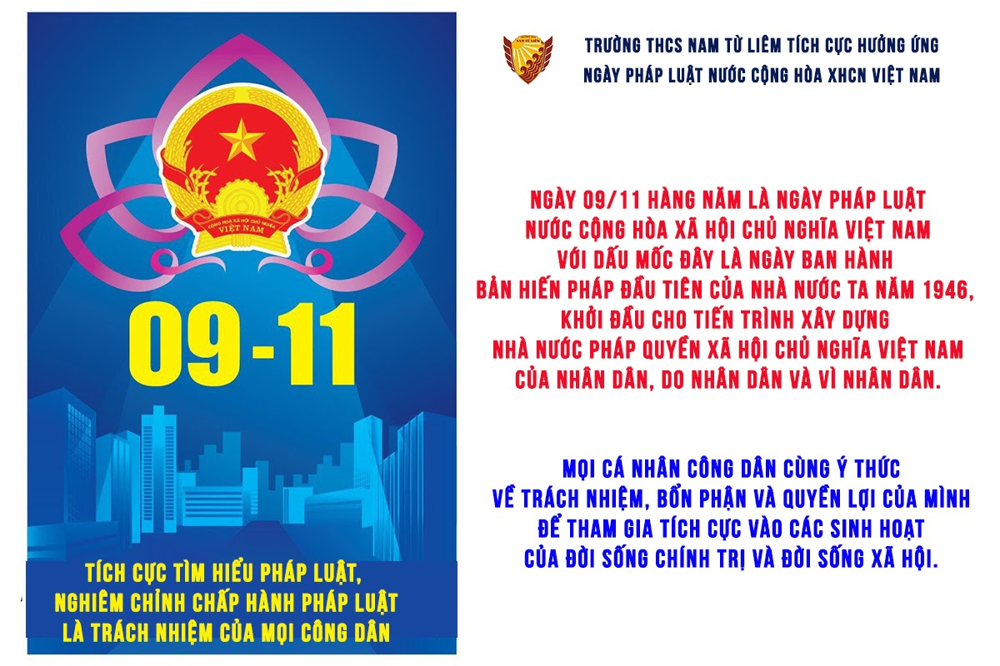 CỘNG HOÀ XÃ HỘI CHỦ NGHĨA
VIỆT NAM
09-11
TÍCH CỰC TÌM HIỂU PHÁP LUẬT,
NGHIÊM CHỈNH CHẤP HÀNH PHÁP LUẬT
LÀ TRÁCH NHIỆM CỦA MỌI CÔNG DÂN
NAM TỪ LIÊM
TRƯỜNG THCS NAM TỪ LIÊM TÍCH CỰC HƯỞNG ỨNG
NGÀY PHÁP LUẬT NƯỚC CỘNG HÒA XHCN VIỆT NAM
NGÀY 09/11 HÀNG NĂM LÀ NGÀY PHÁP LUẬT
NƯỚC CỘNG HÒA XÃ HỘI CHỦ NGHĨA VIỆT NAM
VỚI DẤU MỐC ĐÂY LÀ NGÀY BAN HÀNH
BẢN HIẾN PHÁP ĐẦU TIÊN CỦA NHÀ NƯỚC TA NĂM 1946,
KHỞI ĐẦU CHO TIẾN TRÌNH XÂY DỰNG
NHÀ NƯỚC PHÁP QUYỀN XÃ HỘI CHỦ NGHĨA VIỆT NAM
CỦA NHÂN DÂN, DO NHÂN DÂN VÀ VÌ NHÂN DÂN.
MỌI CÁ NHÂN CÔNG DÂN CÙNG Ý THỨC
VỀ TRÁCH NHIỆM, BỔN PHẬN VÀ QUYỀN LỢI CỦA MÌNH
ĐỂ THAM GIA TÍCH CỰC VÀO CÁC SINH HOẠT
CỦA ĐỜI SỐNG CHÍNH TRỊ VÀ ĐỜI SỐNG XÃ HỘI.